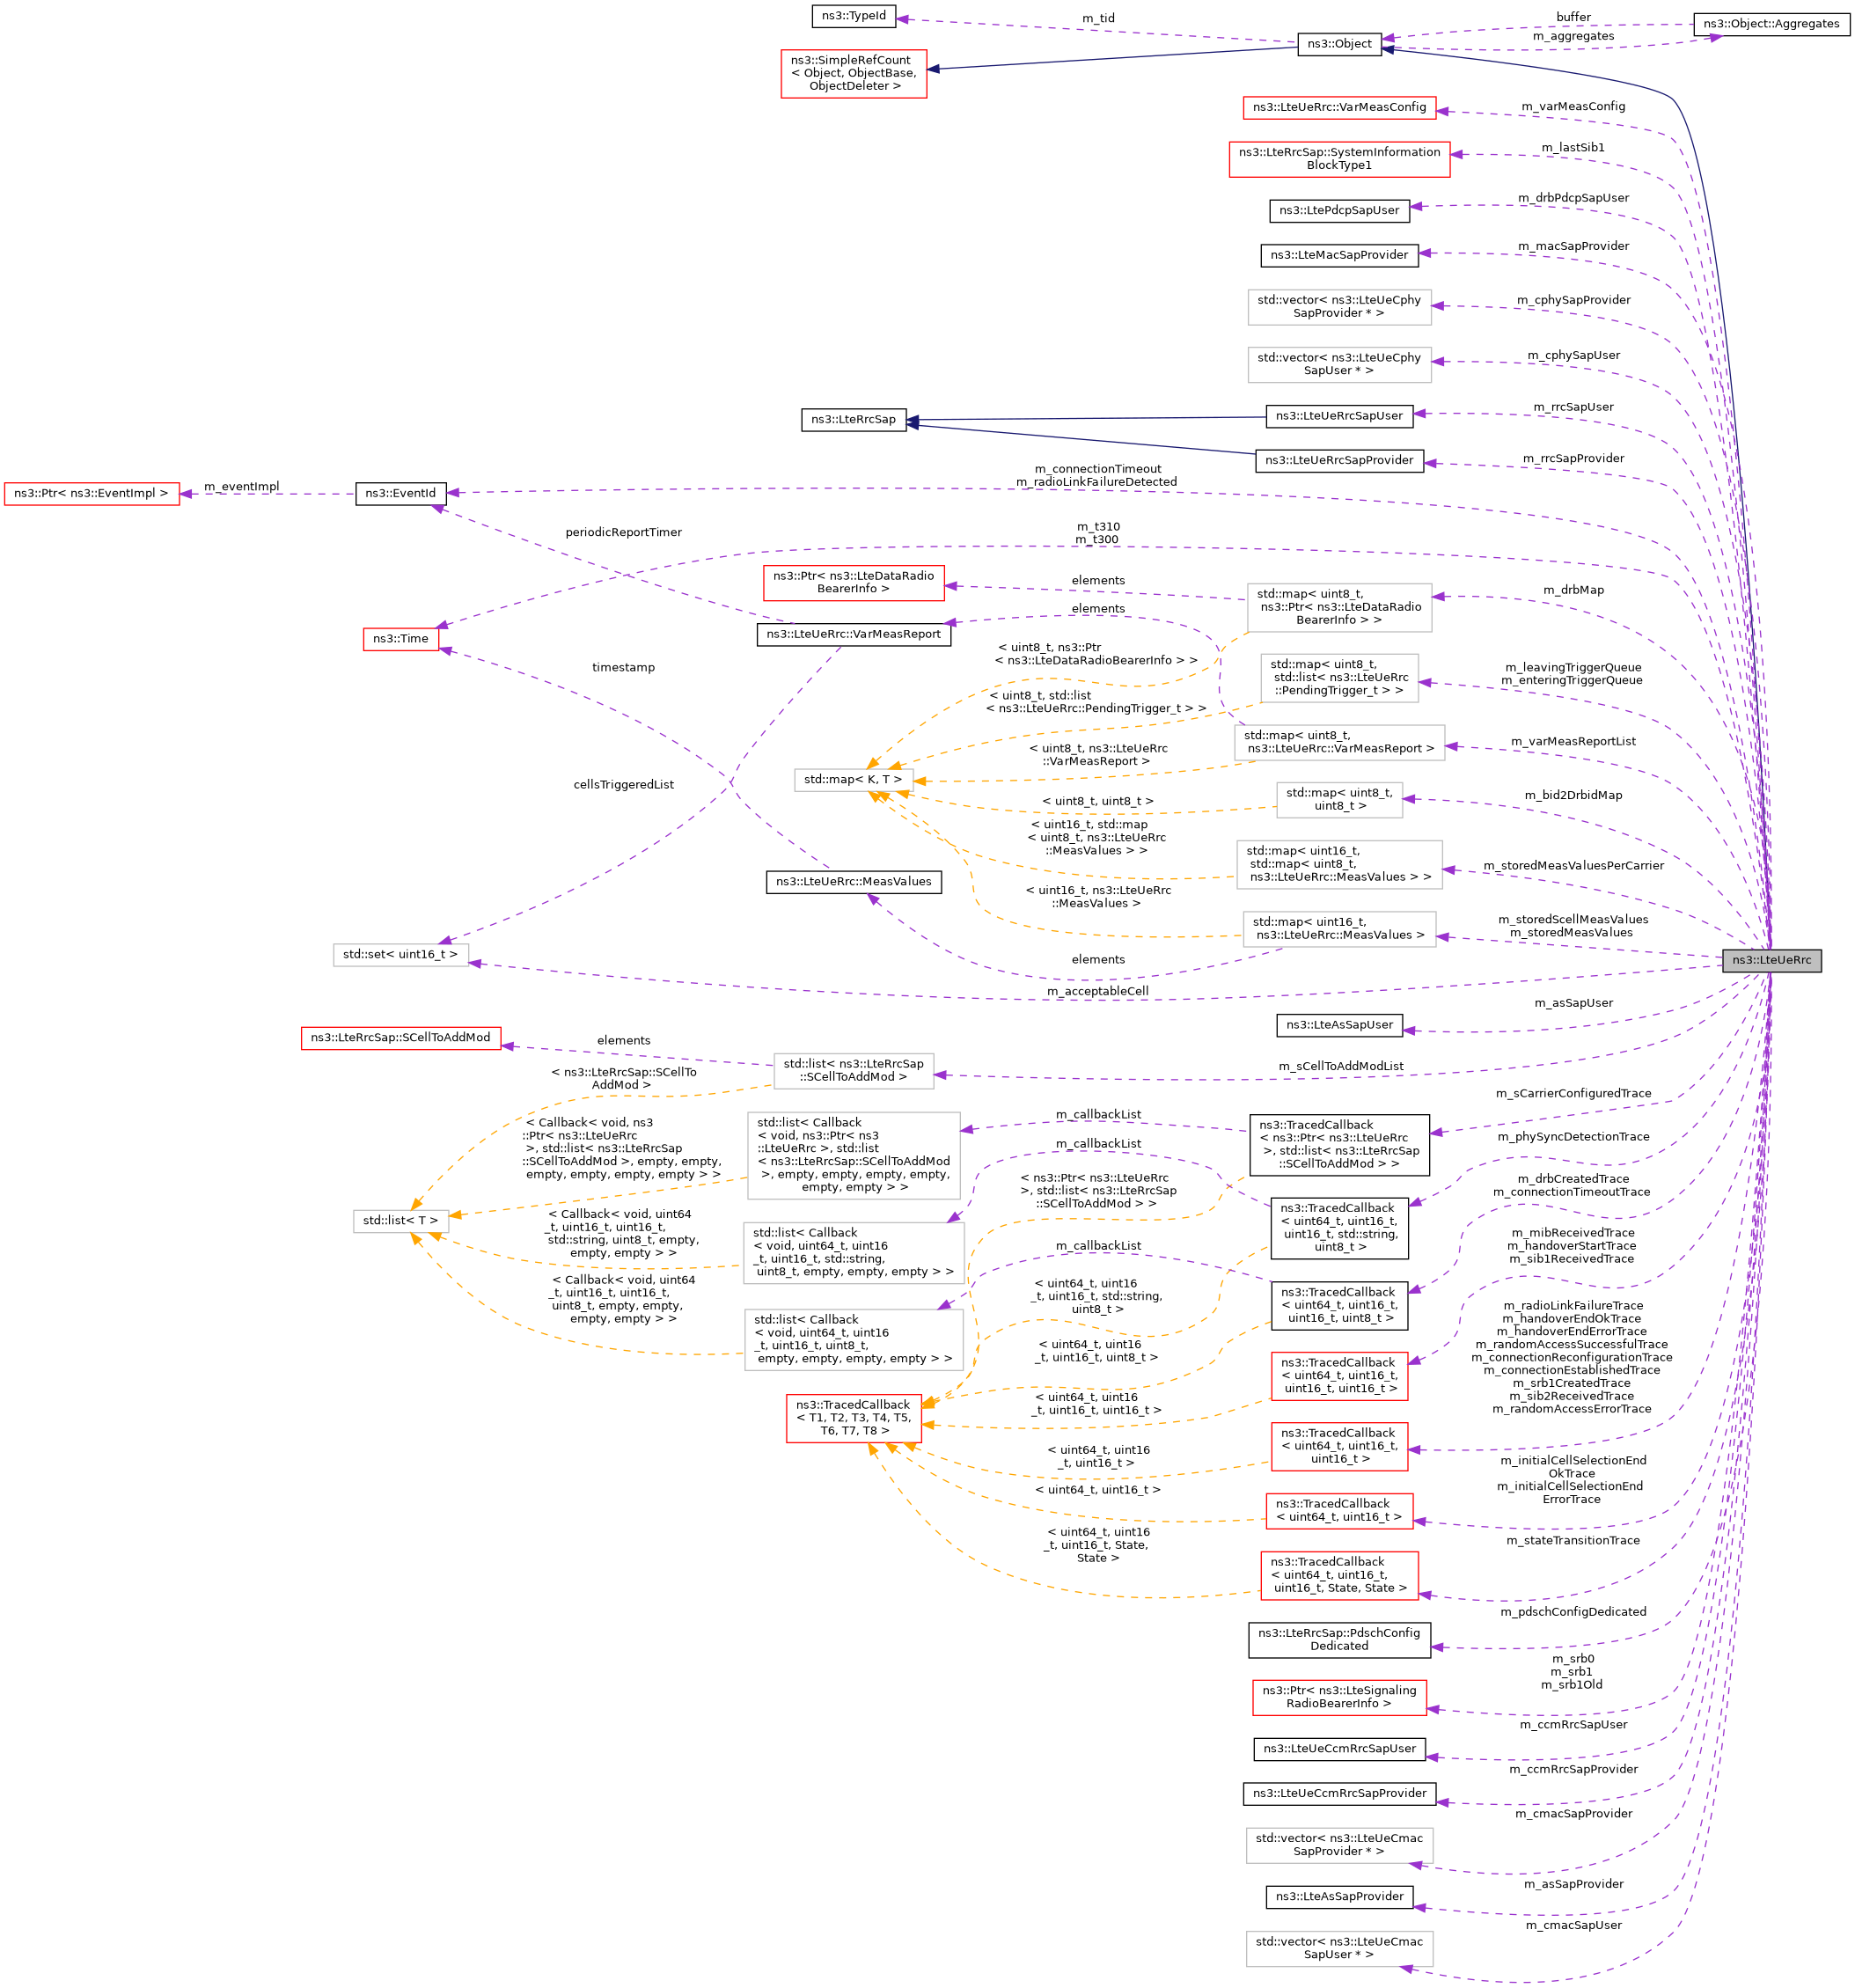 ns3::TypeId
m_tid
buffer
m_aggregates
ns3::Object
ns3::Object::Aggregates
ns3::SimpleRefCount
< Object, ObjectBase,
ObjectDeleter >
ns3::LteUeRrc::VarMeasConfig
m_varMeasConfig
ns3::LteRrcSap::SystemInformation
BlockType1
m_lastSib1
ns3::LtePdcpSapUser
m_drbPdcpSapUser
ns3::LteMacSapProvider
m_macSapProvider
std::vector< ns3::LteUeCphy
SapProvider * >
m_cphySapProvider
std::vector< ns3::LteUeCphy
SapUser * >
m_cphySapUser
ns3::LteRrcSap
ns3::LteUeRrcSapUser
m_rrcSapUser
ns3::LteUeRrcSapProvider
m_rrcSapProvider
ns3::Ptr< ns3::EventImpl >
m_eventImpl
ns3::EventId
m_connectionTimeout
m_radioLinkFailureDetected
periodicReportTimer
m_t310
m_t300
ns3::Ptr< ns3::LteDataRadio
BearerInfo >
elements
std::map< uint8_t,
ns3::Ptr< ns3::LteDataRadio
BearerInfo > >
m_drbMap
ns3::Time
ns3::LteUeRrc::VarMeasReport
elements
timestamp
< uint8_t, ns3::Ptr
< ns3::LteDataRadioBearerInfo > >
std::map< uint8_t,
std::list< ns3::LteUeRrc
::PendingTrigger_t > >
m_leavingTriggerQueue
m_enteringTriggerQueue
< uint8_t, std::list
< ns3::LteUeRrc::PendingTrigger_t > >
std::map< uint8_t,
ns3::LteUeRrc::VarMeasReport >
m_varMeasReportList
< uint8_t, ns3::LteUeRrc
::VarMeasReport >
std::map< K, T >
cellsTriggeredList
< uint8_t, uint8_t >
std::map< uint8_t,
uint8_t >
m_bid2DrbidMap
< uint16_t, std::map
< uint8_t, ns3::LteUeRrc
::MeasValues > >
std::map< uint16_t,
std::map< uint8_t,
ns3::LteUeRrc::MeasValues > >
m_storedMeasValuesPerCarrier
ns3::LteUeRrc::MeasValues
< uint16_t, ns3::LteUeRrc
::MeasValues >
std::map< uint16_t,
ns3::LteUeRrc::MeasValues >
m_storedScellMeasValues
m_storedMeasValues
std::set< uint16_t >
elements
m_acceptableCell
ns3::LteUeRrc
ns3::LteAsSapUser
m_asSapUser
ns3::LteRrcSap::SCellToAddMod
elements
std::list< ns3::LteRrcSap
::SCellToAddMod >
m_sCellToAddModList
< ns3::LteRrcSap::SCellTo
AddMod >
< Callback< void, ns3
::Ptr< ns3::LteUeRrc
>, std::list< ns3::LteRrcSap
::SCellToAddMod >, empty, empty,
empty, empty, empty, empty > >
std::list< Callback
< void, ns3::Ptr< ns3
::LteUeRrc >, std::list
< ns3::LteRrcSap::SCellToAddMod
>, empty, empty, empty, empty,
empty, empty > >
m_callbackList
ns3::TracedCallback
< ns3::Ptr< ns3::LteUeRrc
>, std::list< ns3::LteRrcSap
::SCellToAddMod > >
m_sCarrierConfiguredTrace
m_callbackList
m_phySyncDetectionTrace
< ns3::Ptr< ns3::LteUeRrc
>, std::list< ns3::LteRrcSap
::SCellToAddMod > >
std::list< T >
< Callback< void, uint64
_t, uint16_t, uint16_t,
std::string, uint8_t, empty,
empty, empty > >
std::list< Callback
< void, uint64_t, uint16
_t, uint16_t, std::string,
uint8_t, empty, empty, empty > >
ns3::TracedCallback
< uint64_t, uint16_t,
uint16_t, std::string,
uint8_t >
m_drbCreatedTrace
m_connectionTimeoutTrace
m_callbackList
< Callback< void, uint64
_t, uint16_t, uint16_t,
uint8_t, empty, empty,
empty, empty > >
std::list< Callback
< void, uint64_t, uint16
_t, uint16_t, uint8_t,
empty, empty, empty, empty > >
< uint64_t, uint16
_t, uint16_t, std::string,
uint8_t >
ns3::TracedCallback
< uint64_t, uint16_t,
uint16_t, uint8_t >
m_mibReceivedTrace
m_handoverStartTrace
m_sib1ReceivedTrace
< uint64_t, uint16
_t, uint16_t, uint8_t >
ns3::TracedCallback
< uint64_t, uint16_t,
uint16_t, uint16_t >
m_radioLinkFailureTrace
m_handoverEndOkTrace
m_handoverEndErrorTrace
m_randomAccessSuccessfulTrace
m_connectionReconfigurationTrace
m_connectionEstablishedTrace
m_srb1CreatedTrace
m_sib2ReceivedTrace
m_randomAccessErrorTrace
ns3::TracedCallback
< T1, T2, T3, T4, T5,
T6, T7, T8 >
< uint64_t, uint16
_t, uint16_t, uint16_t >
< uint64_t, uint16
_t, uint16_t >
ns3::TracedCallback
< uint64_t, uint16_t,
uint16_t >
< uint64_t, uint16_t >
ns3::TracedCallback
< uint64_t, uint16_t >
m_initialCellSelectionEnd
OkTrace
m_initialCellSelectionEnd
ErrorTrace
< uint64_t, uint16
_t, uint16_t, State,
State >
ns3::TracedCallback
< uint64_t, uint16_t,
uint16_t, State, State >
m_stateTransitionTrace
ns3::LteRrcSap::PdschConfig
Dedicated
m_pdschConfigDedicated
ns3::Ptr< ns3::LteSignaling
RadioBearerInfo >
m_srb0
m_srb1
m_srb1Old
ns3::LteUeCcmRrcSapUser
m_ccmRrcSapUser
ns3::LteUeCcmRrcSapProvider
m_ccmRrcSapProvider
std::vector< ns3::LteUeCmac
SapProvider * >
m_cmacSapProvider
ns3::LteAsSapProvider
m_asSapProvider
std::vector< ns3::LteUeCmac
SapUser * >
m_cmacSapUser